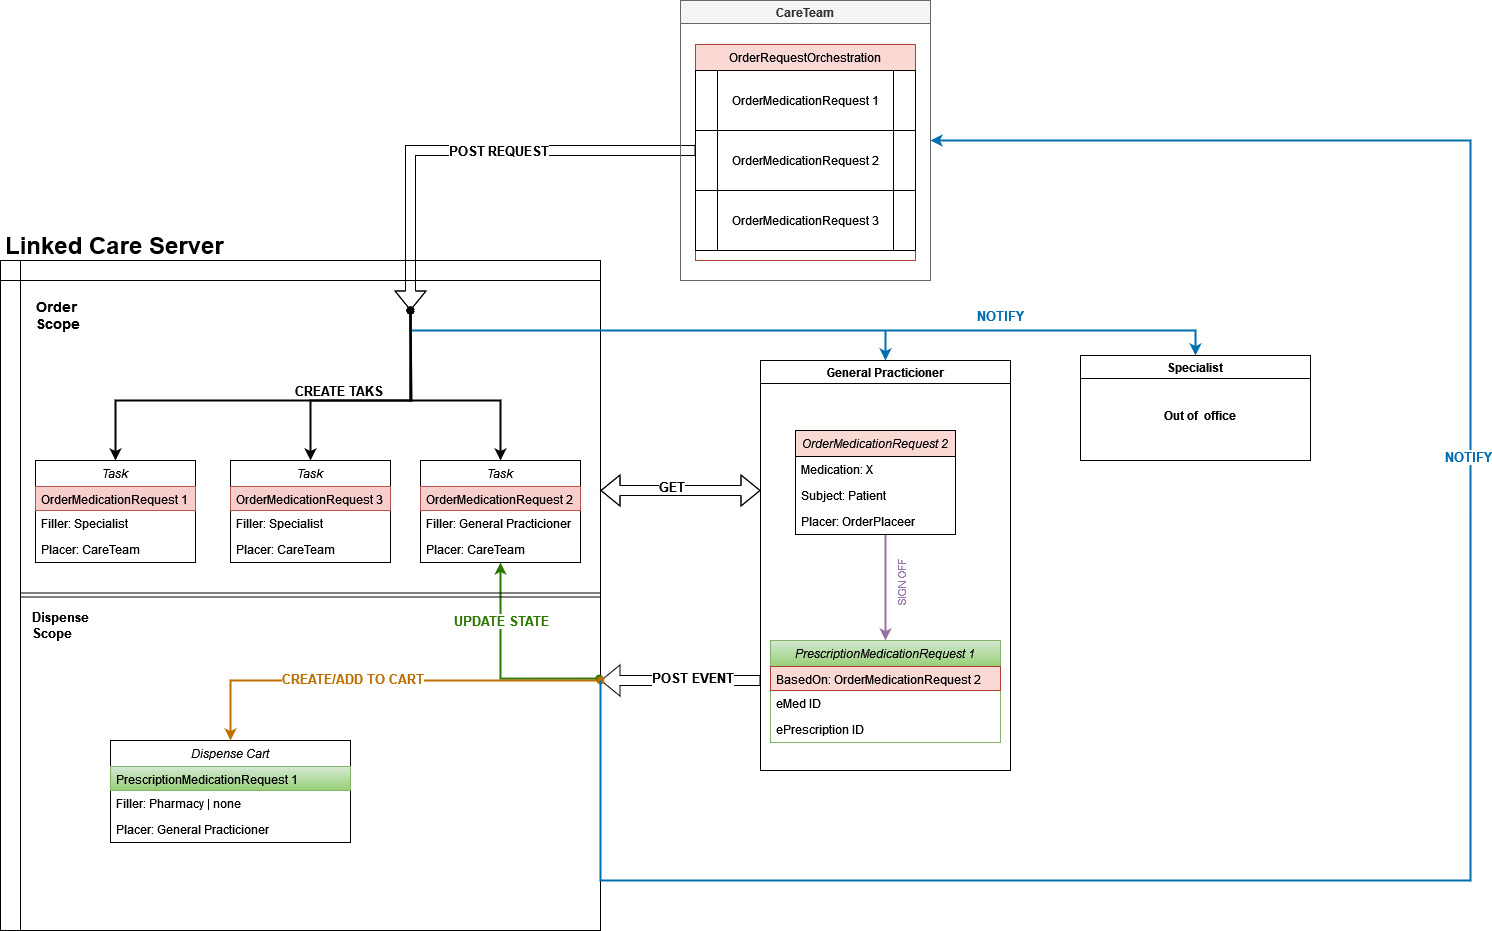 CareTeam
OrderRequestOrchestration
OrderMedicationRequest 1
OrderMedicationRequest 2
OrderMedicationRequest 3
POST REQUEST
Linked Care Server
Order
Scope
NOTIFY
CREATE TAKS
Task
OrderMedicationRequest 1
Filler: Specialist
Placer: CareTeam
Task
OrderMedicationRequest 3
Filler: Specialist
Placer: CareTeam
Task
OrderMedicationRequest 2
Filler: General Practicioner
Placer: CareTeam
GET
General Practicioner
OrderMedicationRequest 2
Medication: X
Subject: Patient
Placer: OrderPlaceer
SIGN OFF
PrescriptionMedicationRequest 1
BasedOn: OrderMedicationRequest 2
eMed ID
ePrescription ID
Specialist
Out of office
NOTIFY
Dispense
Scope
UPDATE STATE
POST EVENT
CREATE/ADD TO CART
Dispense Cart
PrescriptionMedicationRequest 1
Filler: Pharmacy | none
Placer: General Practicioner